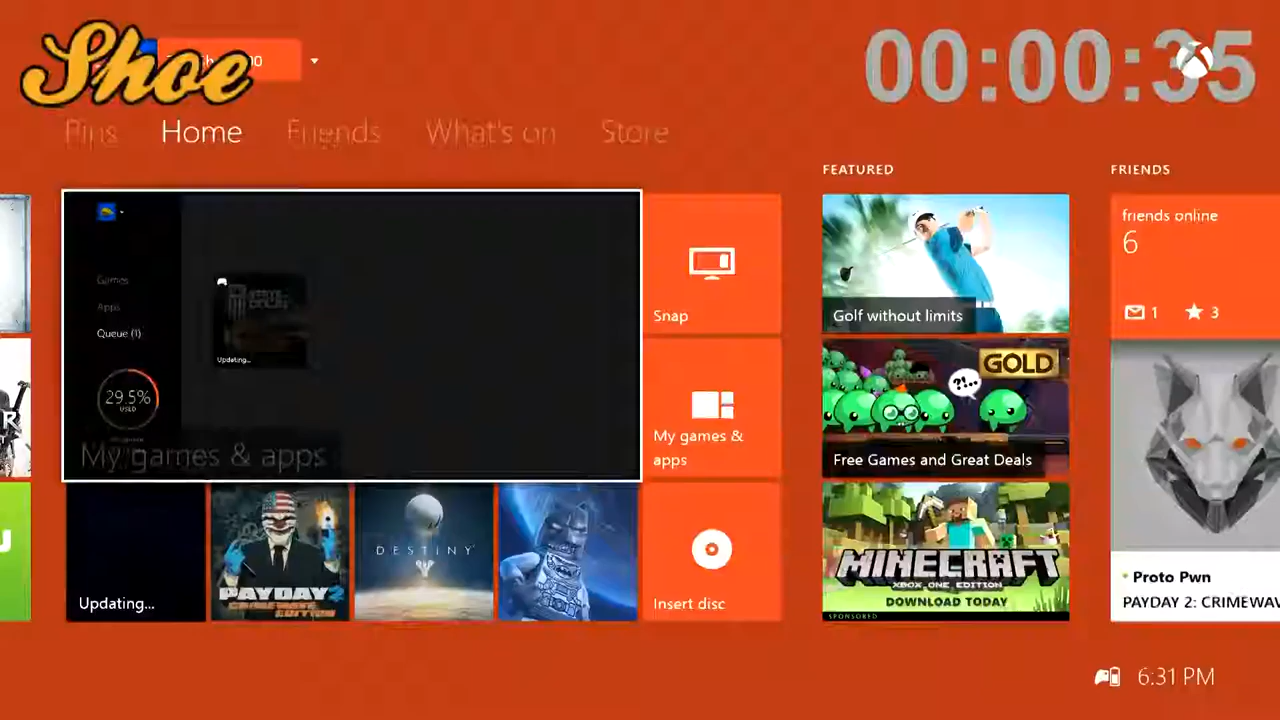 Shoe
00:00:35
Pins Home Friends What's on Store
FEATURED
FRIENDS
Games
Apps
Queue (1)
29.5%
USED
Updating...
My games & apps
Snap
My games &
apps
Insert disc
Updating...
PAYDAY 2
CRIMEWAVE EDITION
DESTINY
Golf without limits
GOLD
?!...
Free Games and Great Deals
MINECRAFT
XBOX ONE EDITION
DOWNLOAD TODAY
SPONSORED
friends online
6
1 3
Proto Pwn
PAYDAY 2: CRIMEWAV
6:31 PM